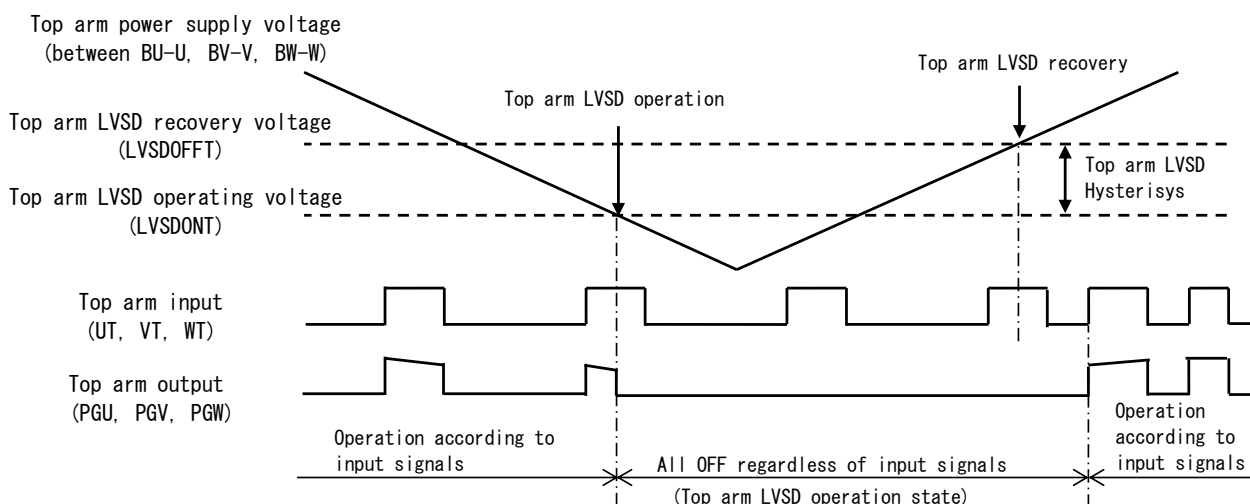 Top arm power supply voltage
(between BU-U, BV-V, BW-W)
Top arm LVSD recovery
Top arm LVSD operation
Top arm LVSD recovery voltage
(LVSDOFFT)
Top arm LVSD
Hysterisys
Top arm LVSD operating voltage
(LVSDONT)
Top arm input
(UT, VT, WT)
Top arm output
(PGU, PGV, PGW)
Operation according to
input signals
All OFF regardless of input signals
(Top arm LVSD operation state)
Operation
according to
input signals